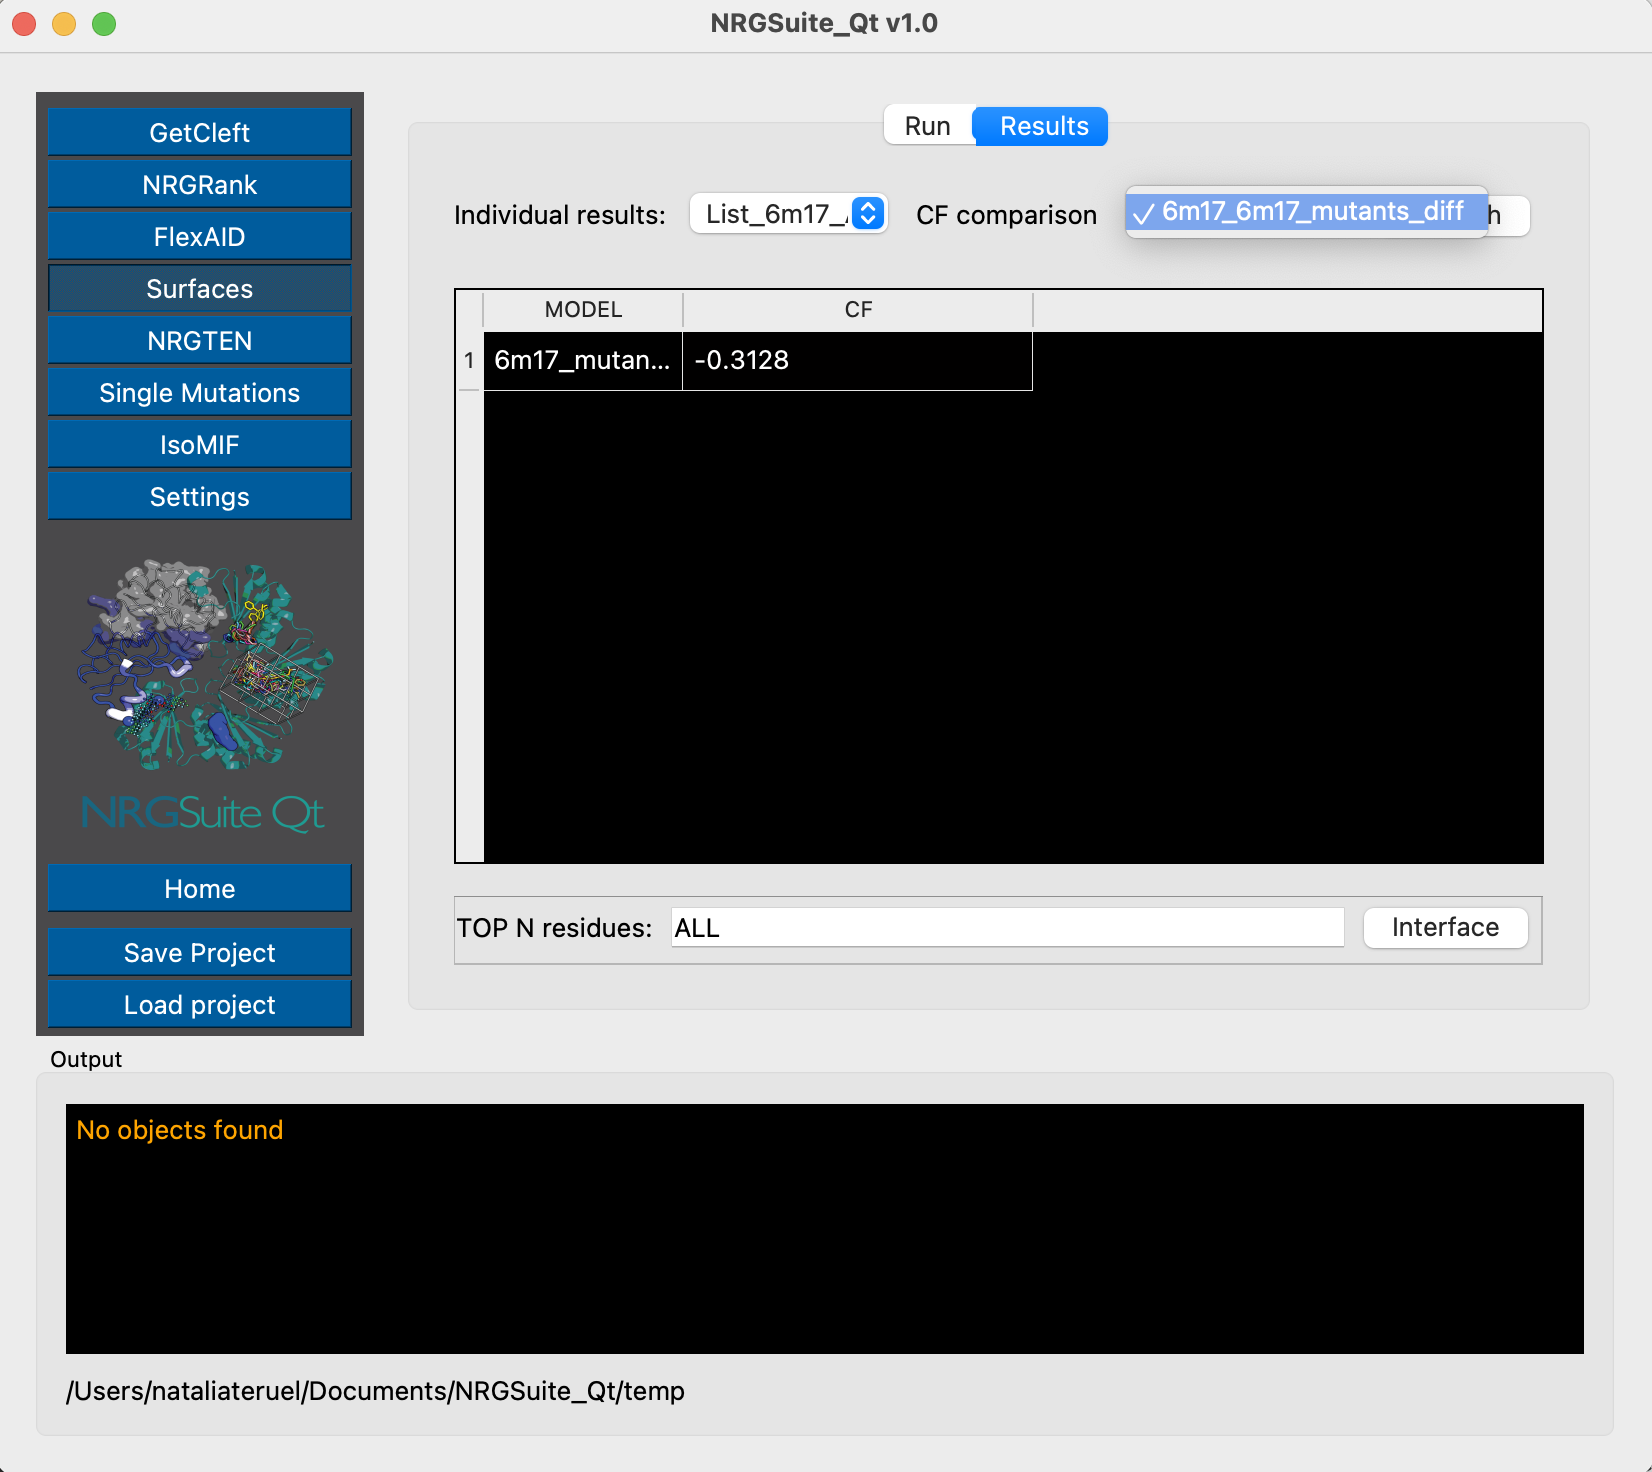 NRGSuite_Qt v1.0
GetCleft
NRGRank
FlexAID
Surfaces
NRGTEN
Single Mutations
IsoMIF
Settings
NRGSuite Qt
Home
Save Project
Load project
Run Results
Individual results: List_6m17_ CF comparison 6m17_6m17_mutants_diff h
MODEL CF
1 6m17_mutan... -0.3128
TOP N residues: ALL Interface
Output
No objects found
/Users/nataliateruel/Documents/NRGSuite_Qt/temp